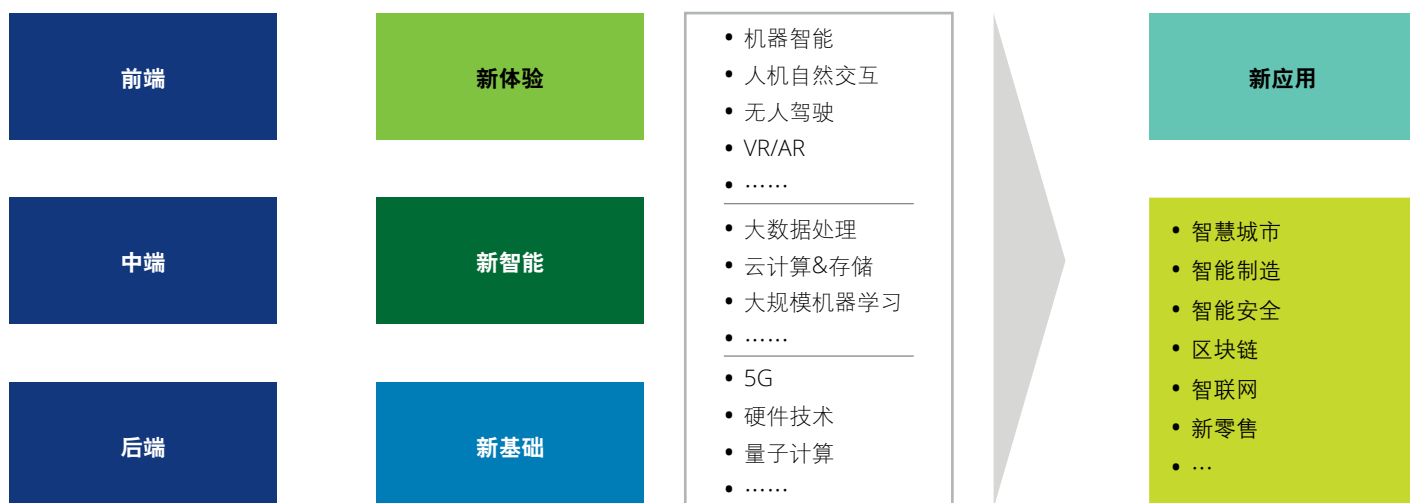 前端
新体验
• 机器智能
• 人机自然交互
• 无人驾驶
• VR/AR
• ……
新应用
中端
新智能
• 大数据处理
• 云计算&存储
• 大规模机器学习
• ……
• 智慧城市
• 智能制造
• 智能安全
• 区块链
• 智联网
• 新零售
• …
后端
新基础
• 5G
• 硬件技术
• 量子计算
• ……